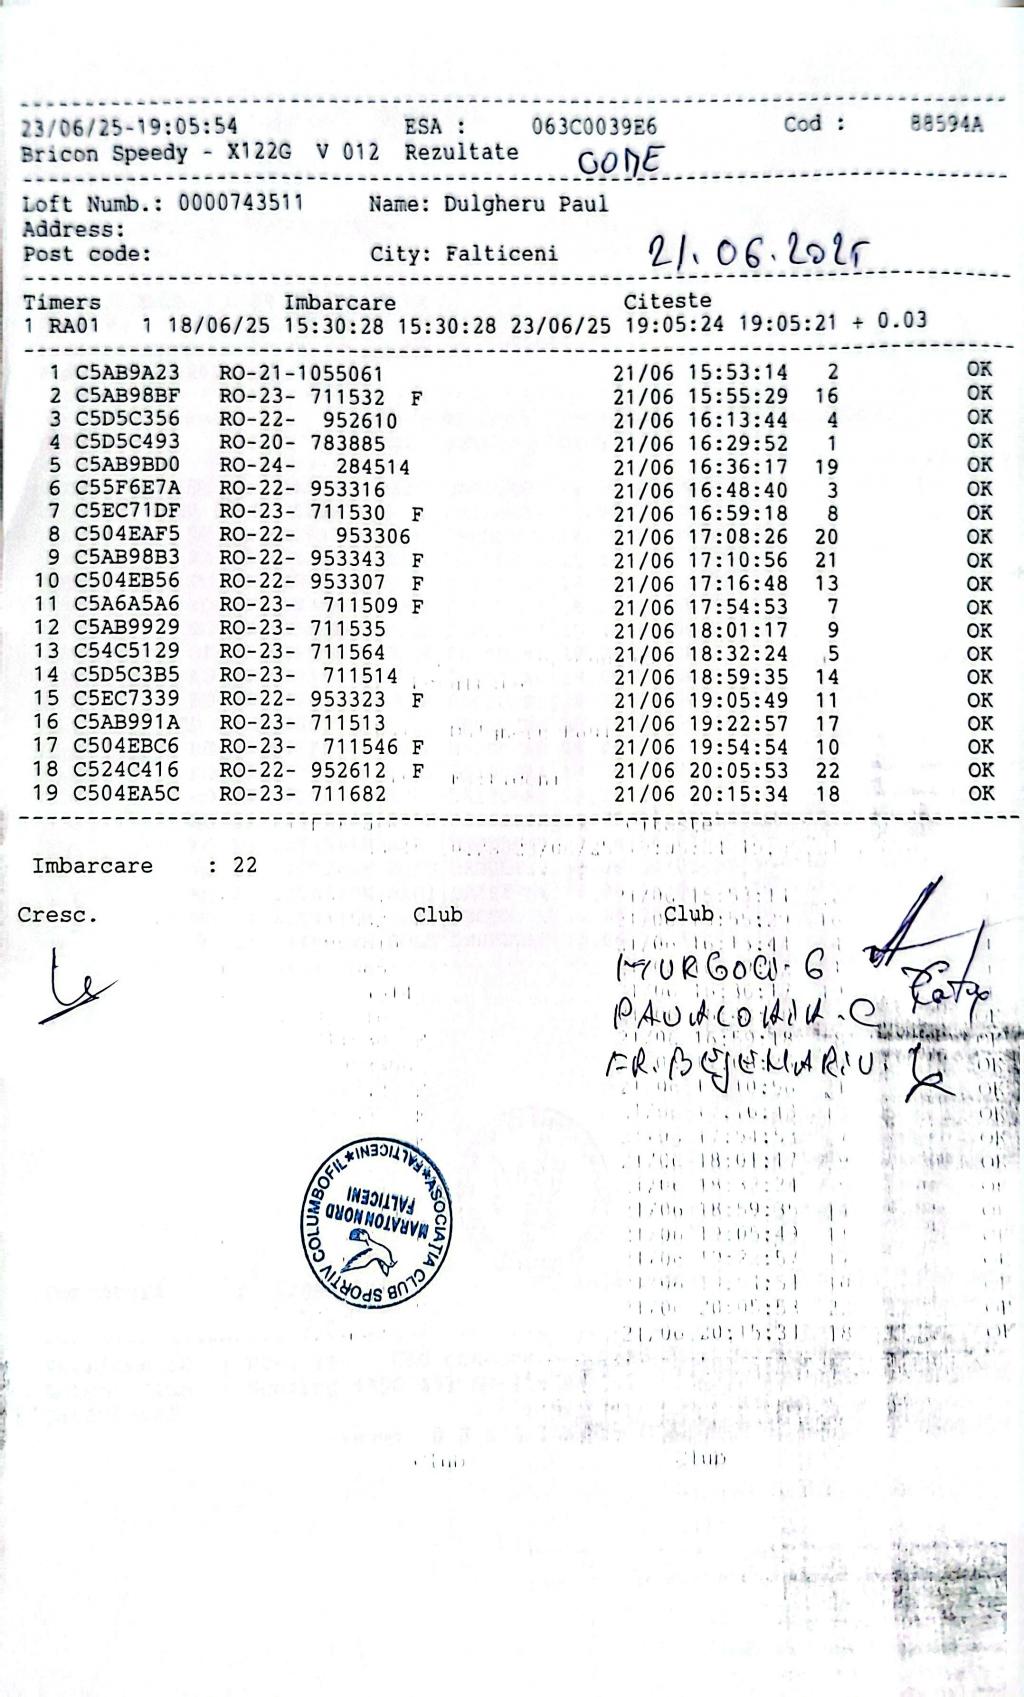 23/06/25-19:05:54 ESA : 063C0039E6 Cod : 88594A
Bricon Speedy - X122G V 012 Rezultate
Loft Numb.: 0000743511 Name: Dulgheru Paul
Address:
Post code: City: Falticeni 21.06.2025
Timers Imbarcare Citeste
1 RA01 1 18/06/25 15:30:28 15:30:28 23/06/25 19:05:24 19:05:21 + 0.03
1 C5AB9A23 RO-21-1055061 21/06 15:53:14 2 OK
2 C5AB98BF RO-23- 711532 F 21/06 15:55:29 16 OK
3 C5D5C356 RO-22- 952610 21/06 16:13:44 4 OK
4 C5D5C493 RO-20- 783885 21/06 16:29:52 1 OK
5 C5AB9BD0 RO-24- 284514 21/06 16:36:17 19 OK
6 C55F6E7A RO-22- 953316 21/06 16:48:40 3 OK
7 C5EC71DF RO-23- 711530 F 21/06 16:59:18 8 OK
8 C504EAF5 RO-22- 953306 21/06 17:08:26 20 OK
9 C5AB98B3 RO-22- 953343 F 21/06 17:10:56 21 OK
10 C504EB56 RO-22- 953307 F 21/06 17:16:48 13 OK
11 C5A6A5A6 RO-23- 711509 F 21/06 17:54:53 7 OK
12 C5AB9929 RO-23- 711535 21/06 18:01:17 9 OK
13 C54C5129 RO-23- 711564 21/06 18:32:24 5 OK
14 C5D5C3B5 RO-23- 711514 21/06 18:59:35 14 OK
15 C5EC7339 RO-22- 953323 F 21/06 19:05:49 11 OK
16 C5AB991A RO-23- 711513 21/06 19:22:57 17 OK
17 C504EBC6 RO-23- 711546 F 21/06 19:54:54 10 OK
18 C524C416 RO-22- 952612 F 21/06 20:05:53 22 OK
19 C504EA5C RO-23- 711682 21/06 20:15:34 18 OK
Imbarcare : 22
Cresc. Club Club
MURGOCI G
FR. BEJENARIU
ASOCIATIA CLUB SPORTIV COLUMBOFIL * FALTICENI *
MARATON NORD
FALTICENI